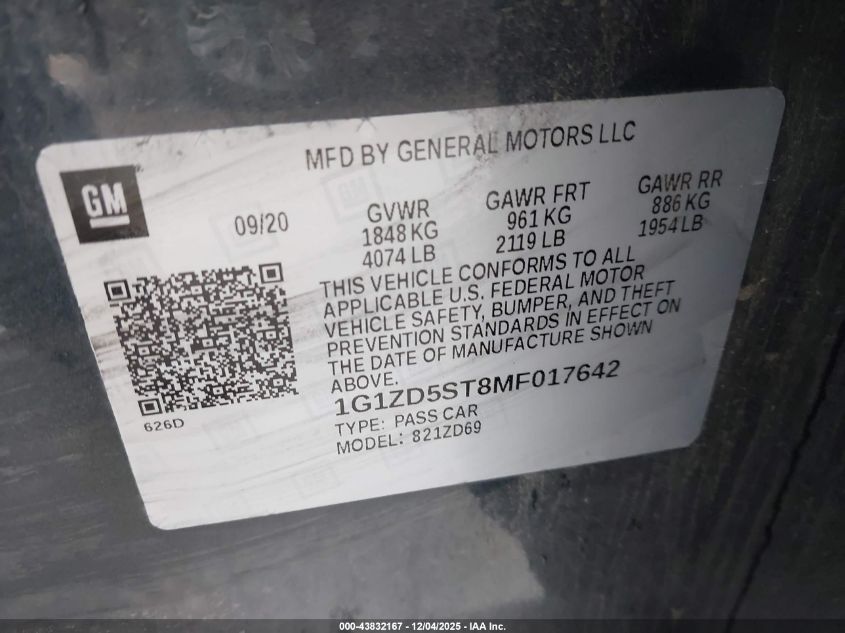 MFD BY GENERAL MOTORS LLC
GM
09/20
GVWR
1848 KG
4074 LB
GAWR FRT
961 KG
2119 LB
GAWR RR
886 KG
1954 LB
THIS VEHICLE CONFORMS TO ALL
APPLICABLE U.S. FEDERAL MOTOR
VEHICLE SAFETY, BUMPER, AND THEFT
PREVENTION STANDARDS IN EFFECT ON
THE DATE OF MANUFACTURE SHOWN
ABOVE.
1G1ZD5ST8MF017642
TYPE: PASS CAR
MODEL: 821ZD69
626D
000-43832167 - 12/04/2025 - IAA Inc.